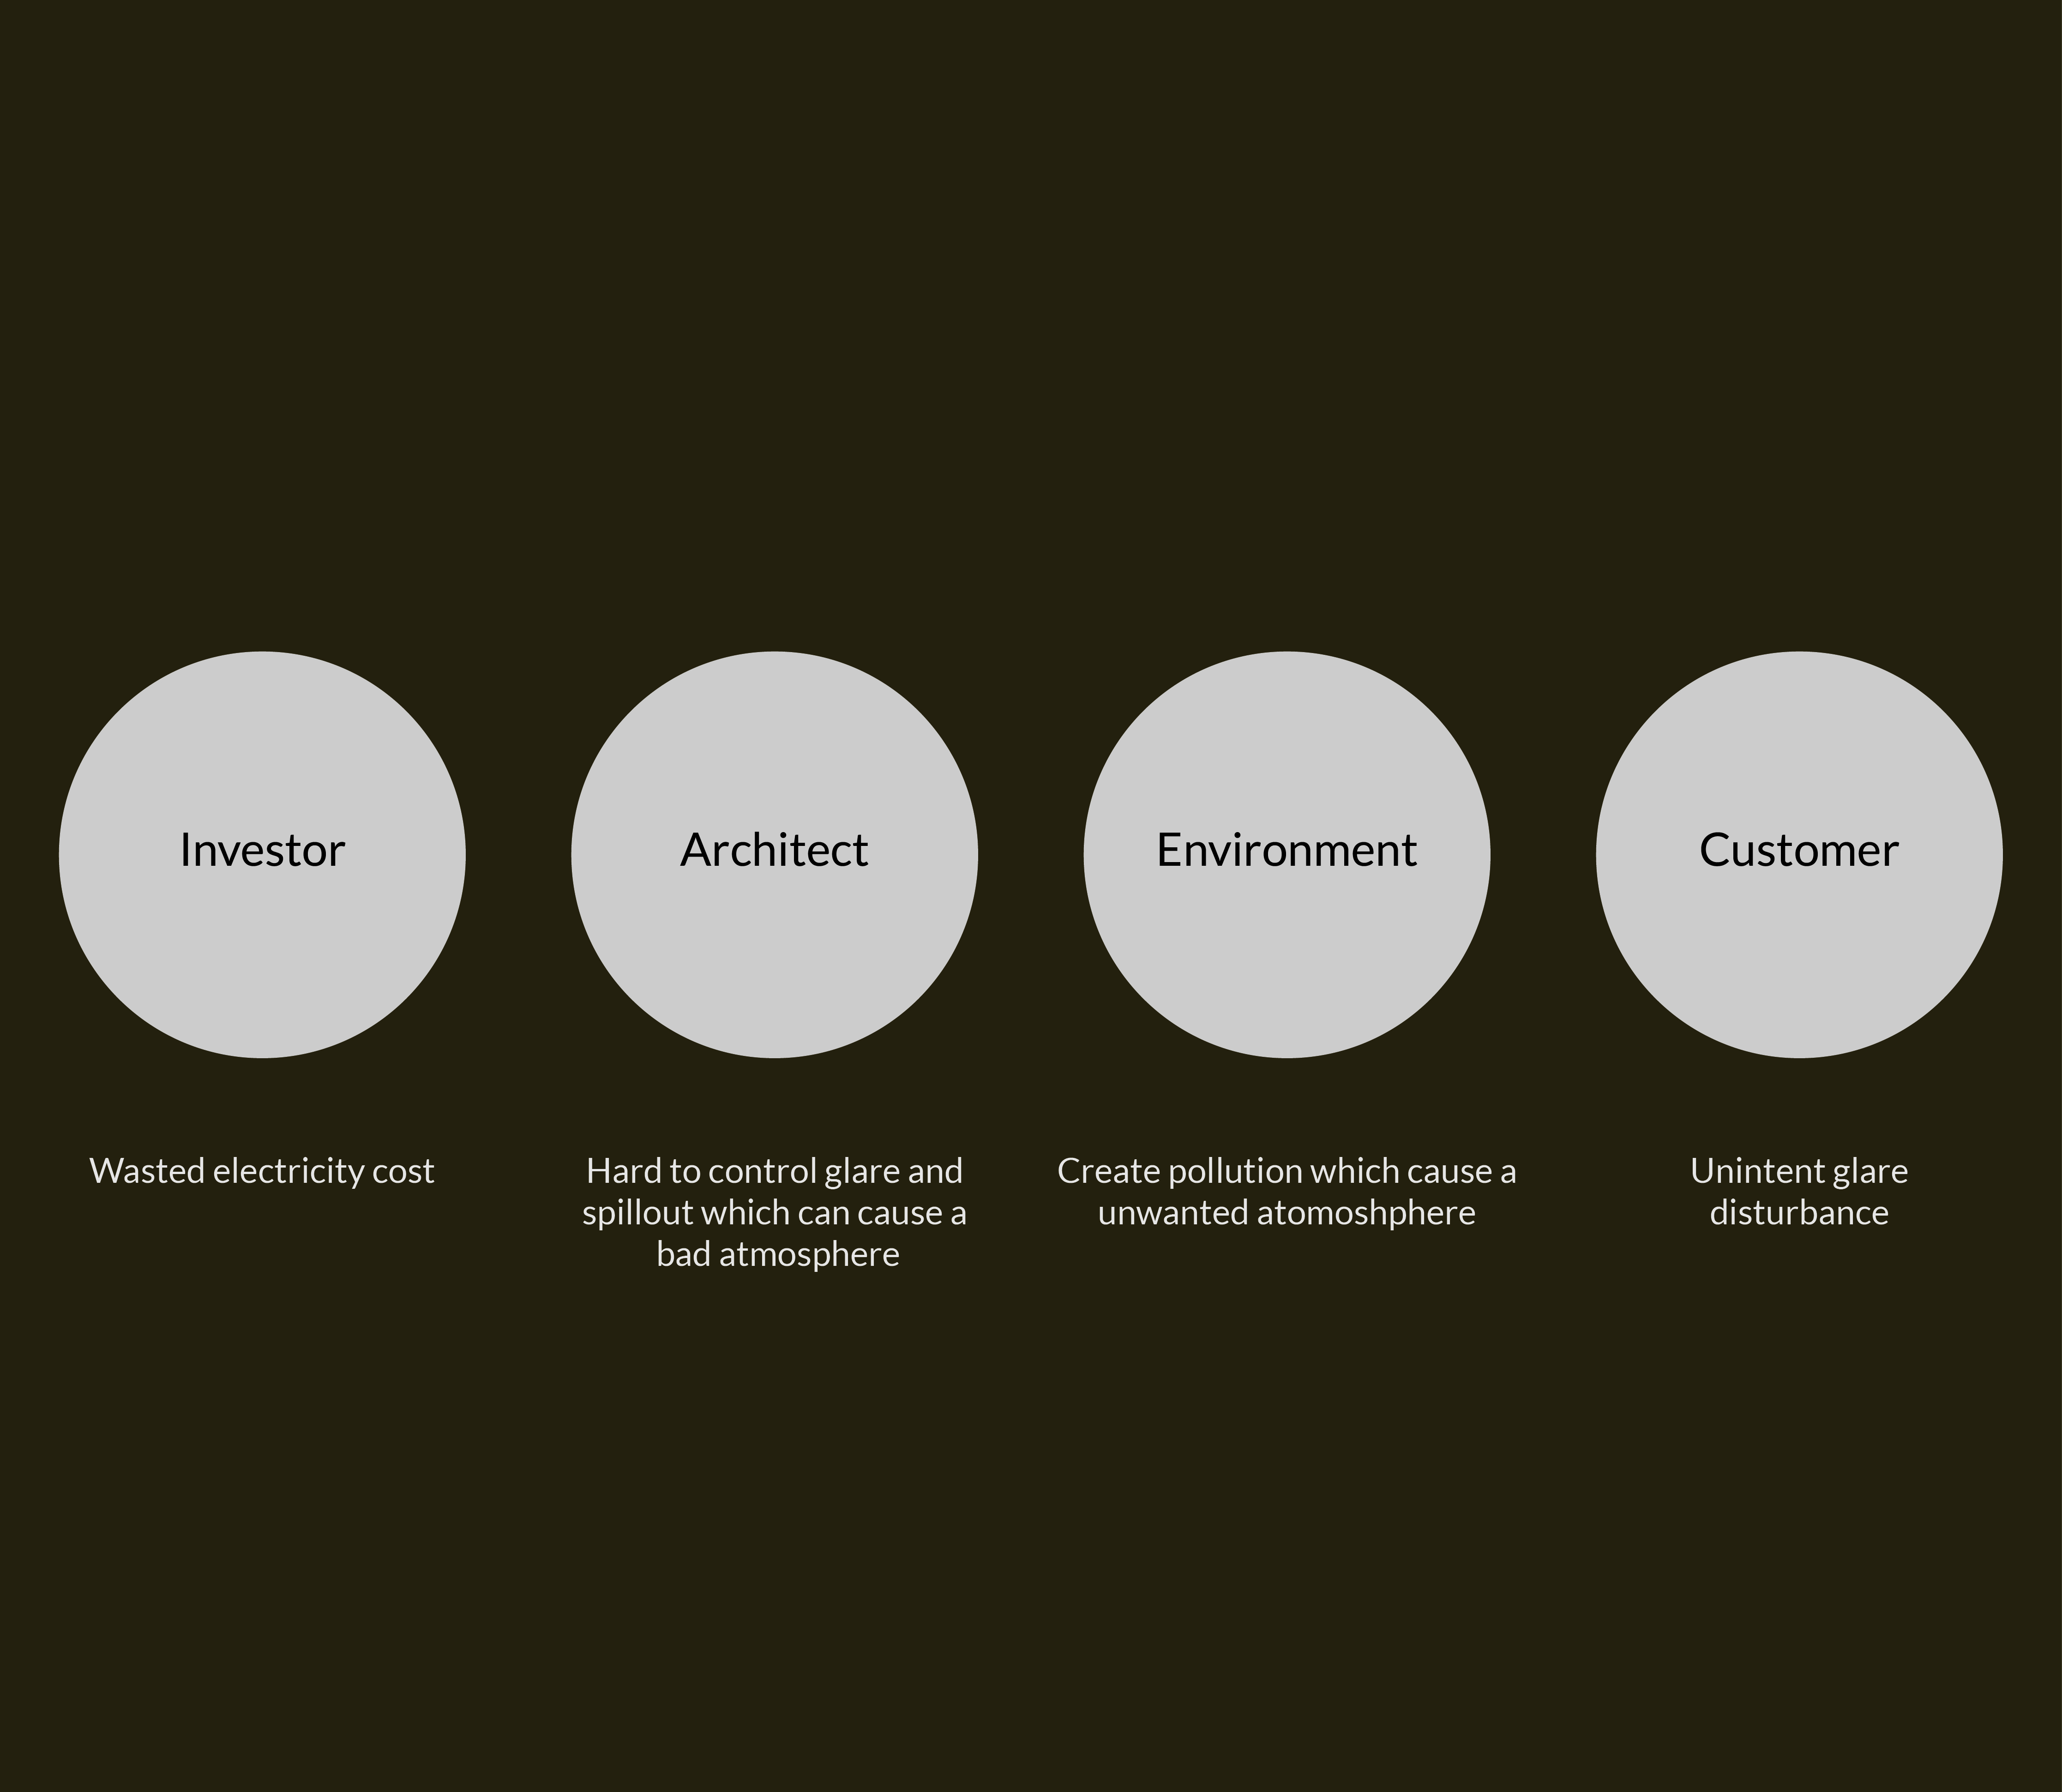 Investor
Architect
Environment
Customer
Wasted electricity cost
Hard to control glare and
spillout which can cause a
bad atmosphere
Create pollution which cause a
unwanted atomoshphere
Unintent glare
disturbance